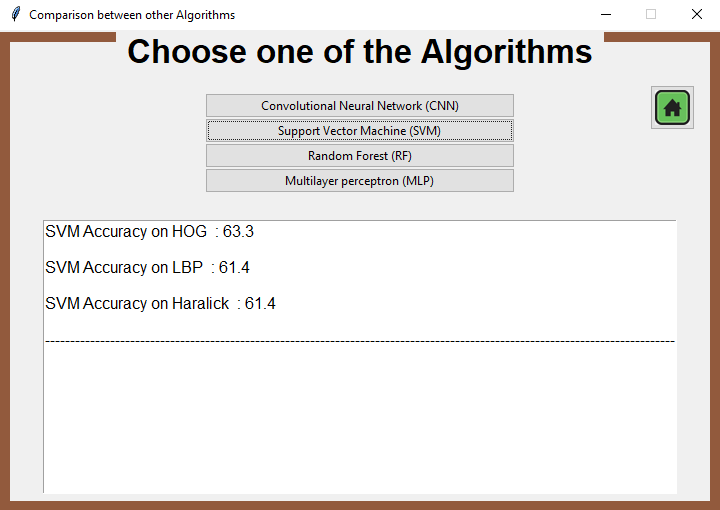 Comparison between other Algorithms
Choose one of the Algorithms
Convolutional Neural Network (CNN)
Support Vector Machine (SVM)
Random Forest (RF)
Multilayer perceptron (MLP)
SVM Accuracy on HOG  : 63.3
SVM Accuracy on LBP  : 61.4
SVM Accuracy on Haralick  : 61.4